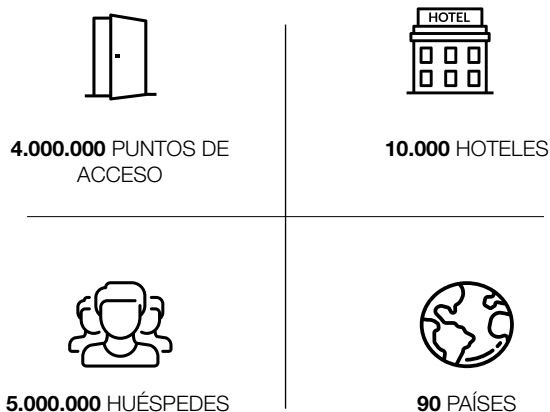 HOTEL
4.000.000 PUNTOS DE
ACCESO
10.000 HOTELES
5.000.000 HUÉSPEDES
90 PAÍSES